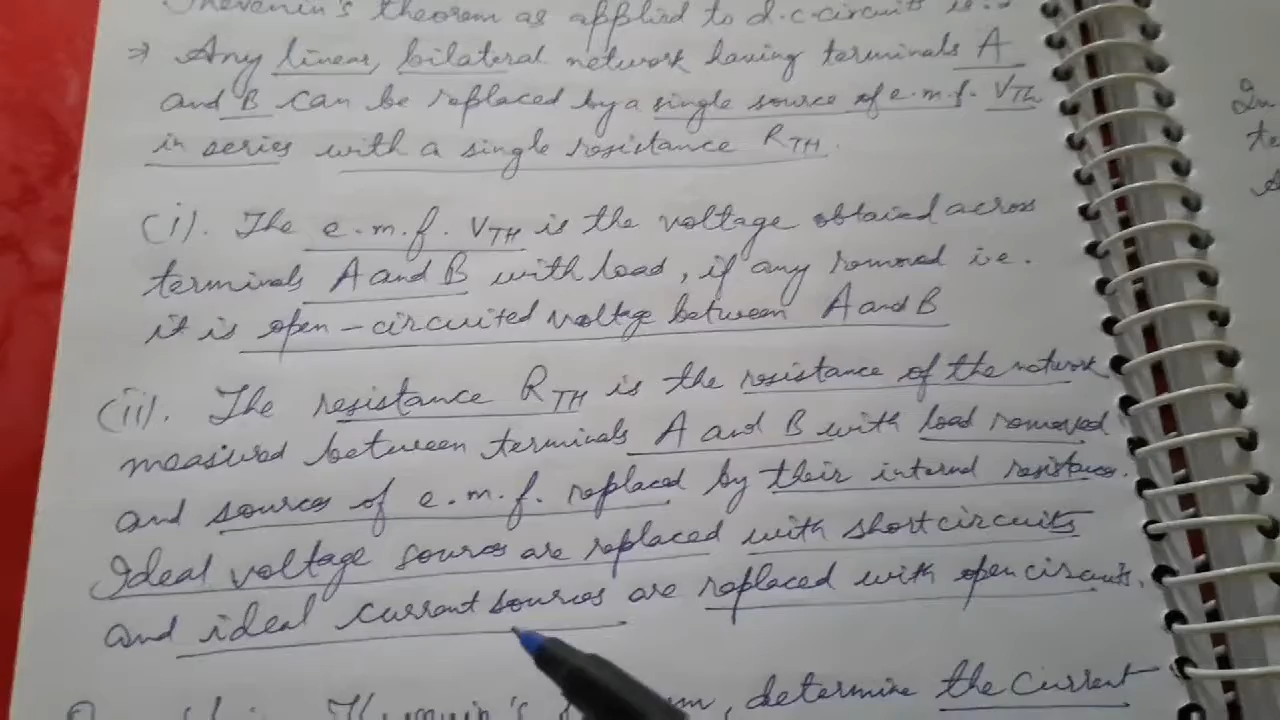 Thevenin's theorem as applied to d.c. circuits is :-
⇒ Any linear, bilateral network having terminals A
and B can be replaced by a single source of e.m.f. VTH
in series with a single resistance RTH.
(i). The e.m.f. VTH is the voltage obtained across
terminals A and B with load, if any removed i.e.
it is open-circuited voltage between A and B
(ii). The resistance RTH is the resistance of the network
measured between terminals A and B with load removed
and sources of e.m.f. replaced by their internal resistances.
Ideal voltage sources are replaced with short circuits
and ideal current sources are replaced with open circuits.
determine the current